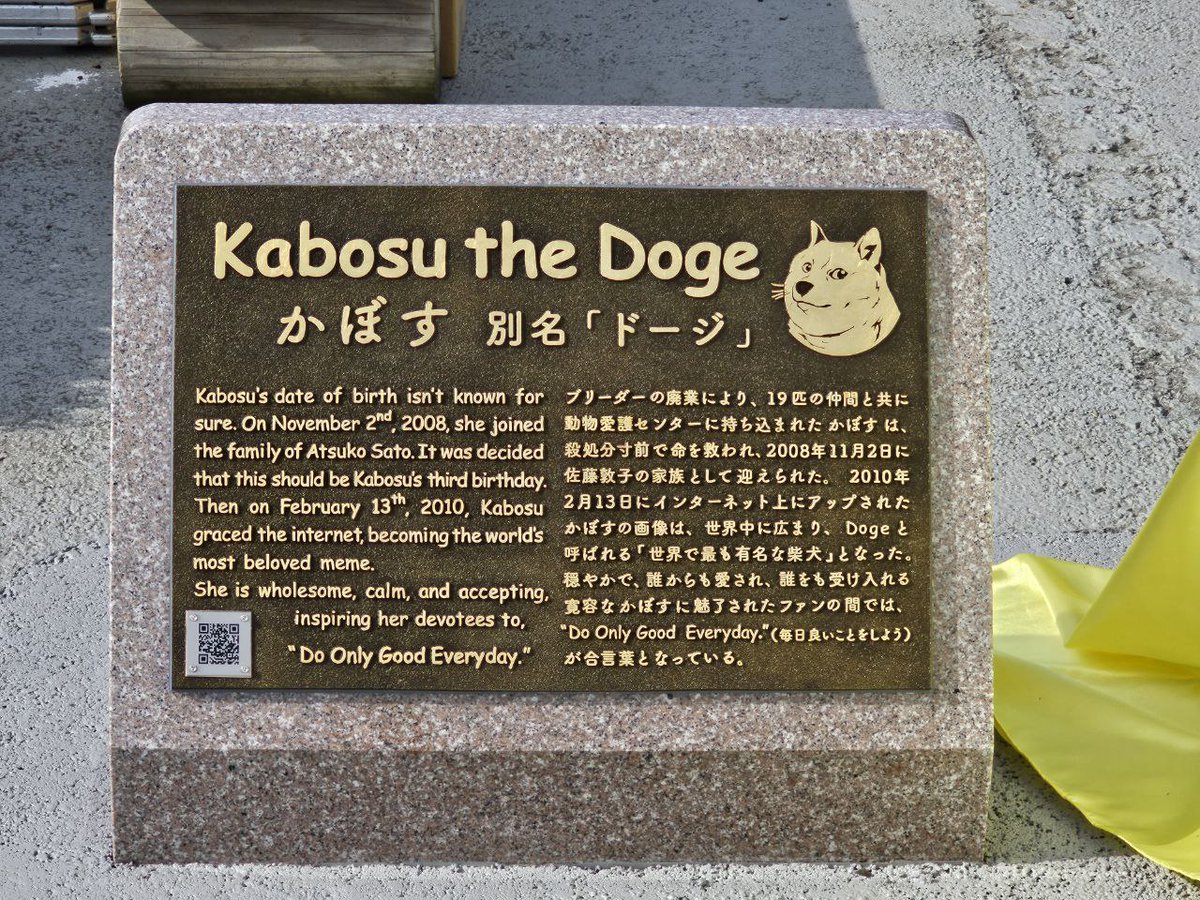 Kabosu the Doge
かぼす 別名「ドージ」
Kabosu's date of birth isn't known for
sure. On November 2nd, 2008, she joined
the family of Atsuko Sato. It was decided
that this should be Kabosu's third birthday.
Then on February 13th, 2010, Kabosu
graced the internet, becoming the world's
most beloved meme.
She is wholesome, calm, and accepting,
inspiring her devotees to,
"Do Only Good Everyday."
ブリーダーの廃業により、19匹の仲間と共に
動物愛護センターに持ち込まれた かぼす は、
殺処分寸前で命を救われ、2008年11月2日に
佐藤敦子の家族として迎えられた。 2010年
2月13日にインターネット上にアップされた
かぼすの画像は、世界中に広まり、 Doge と
呼ばれる「世界で最も有名な柴犬」となった。
穏やかで、誰からも愛され、誰をも受け入れる
寛容なかぼすに魅了されたファンの間では、
"Do Only Good Everyday."(毎日良いことをしよう)
が合言葉となっている。